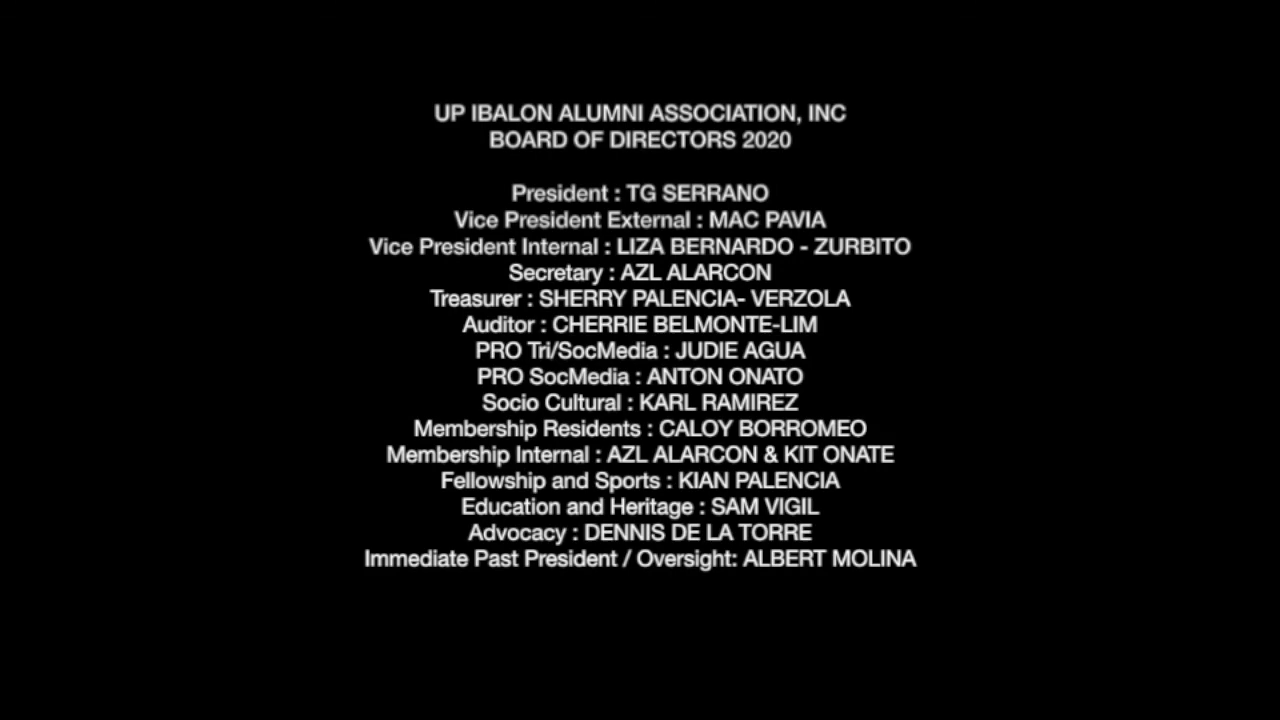 UP IBALON ALUMNI ASSOCIATION, INC
BOARD OF DIRECTORS 2020
President : TG SERRANO
Vice President External : MAC PAVIA
Vice President Internal : LIZA BERNARDO - ZURBITO
Secretary : AZL ALARCON
Treasurer : SHERRY PALENCIA- VERZOLA
Auditor : CHERRIE BELMONTE-LIM
PRO Tri/SocMedia : JUDIE AGUA
PRO SocMedia : ANTON ONATO
Socio Cultural : KARL RAMIREZ
Membership Residents : CALOY BORROMEO
Membership Internal : AZL ALARCON & KIT ONATE
Fellowship and Sports : KIAN PALENCIA
Education and Heritage : SAM VIGIL
Advocacy : DENNIS DE LA TORRE
Immediate Past President / Oversight: ALBERT MOLINA